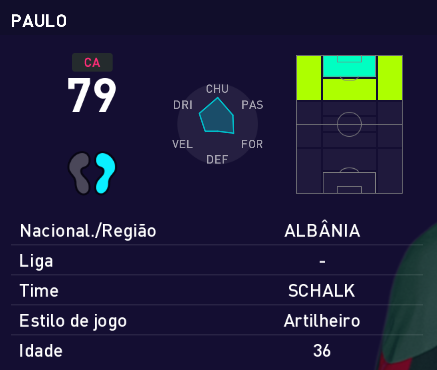 PAULO
CA
79
CHU
DRI
PAS
VEL
FOR
DEF
Nacional./Região ALBÂNIA
Liga -
Time SCHALK
Estilo de jogo Artilheiro
Idade 36